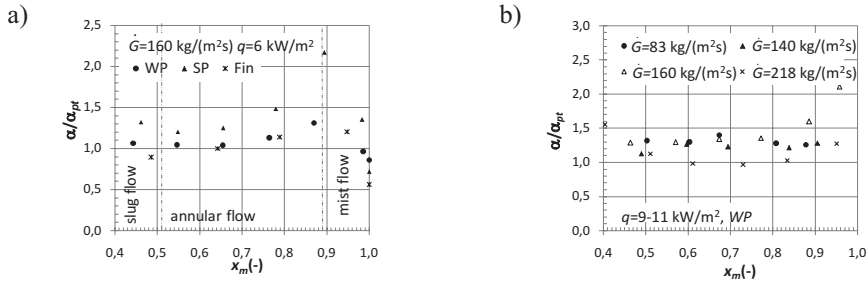 a)
2,5
2,0
1,5
1,0
0,5
0,0
α/αpt
Ġ=160 kg/(m²s) q=6 kW/m²
WP SP Fin
slug flow
annular flow
mist flow
0,4 0,5 0,6 0,7 0,8 0,9 1,0
xm(-)
b)
2,5
2,0
1,5
1,0
0,5
0,0
α/αpt
Ġ=83 kg/(m²s) Ġ=140 kg/(m²s)
Ġ=160 kg/(m²s) Ġ=218 kg/(m²s)
q=9-11 kW/m², WP
0,4 0,5 0,6 0,7 0,8 0,9 1,0
xm(-)